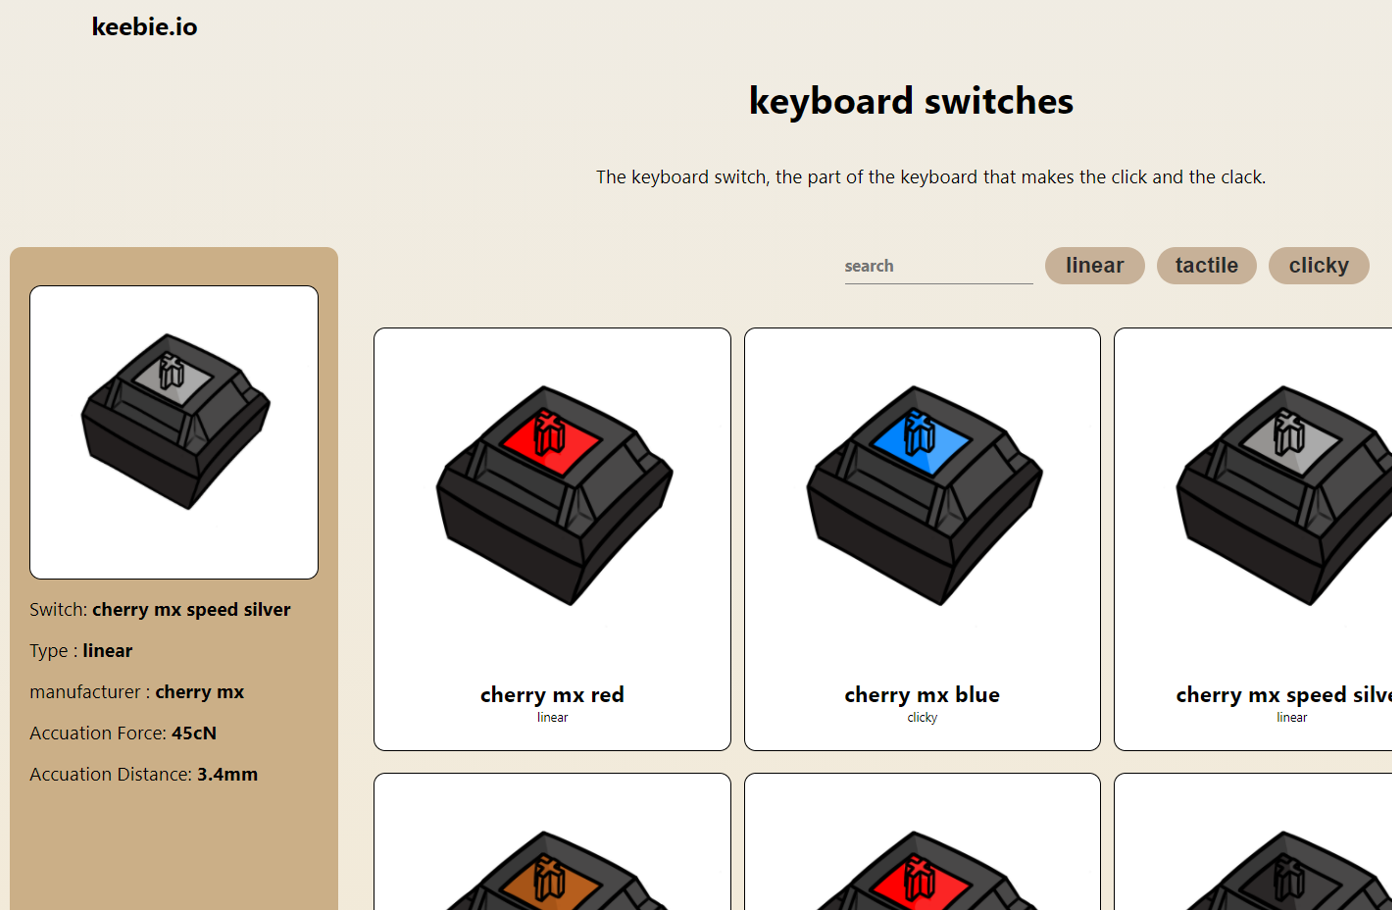 keebie.io
keyboard switches
The keyboard switch, the part of the keyboard that makes the click and the clack.
search
linear
tactile
clicky
Switch: cherry mx speed silver
Type : linear
manufacturer : cherry mx
Accuation Force: 45cN
Accuation Distance: 3.4mm
cherry mx red
linear
cherry mx blue
clicky
cherry mx speed silve
linear